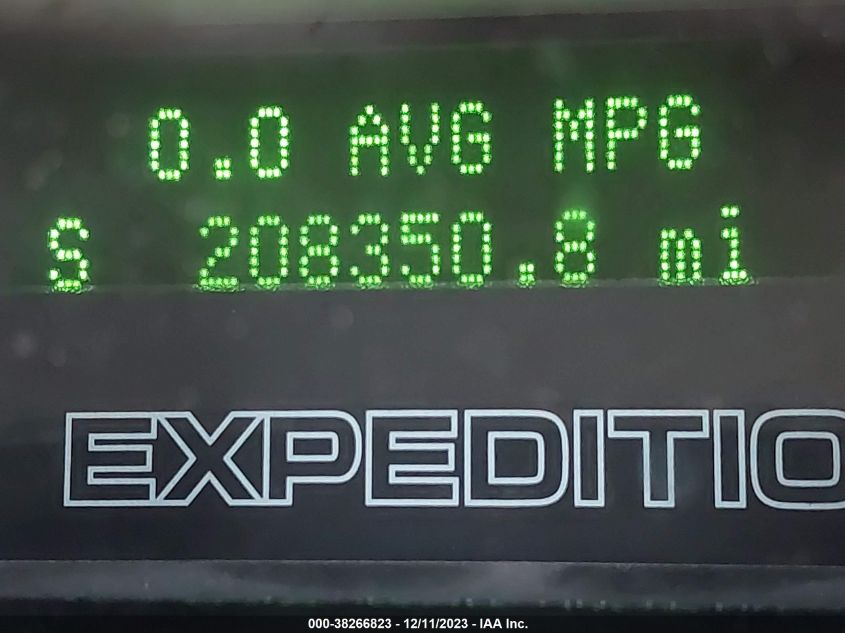 0.0 AVG MPG
S 208350.8 mi
EXPEDITIO
000-38266823 - 12/11/2023 - IAA Inc.